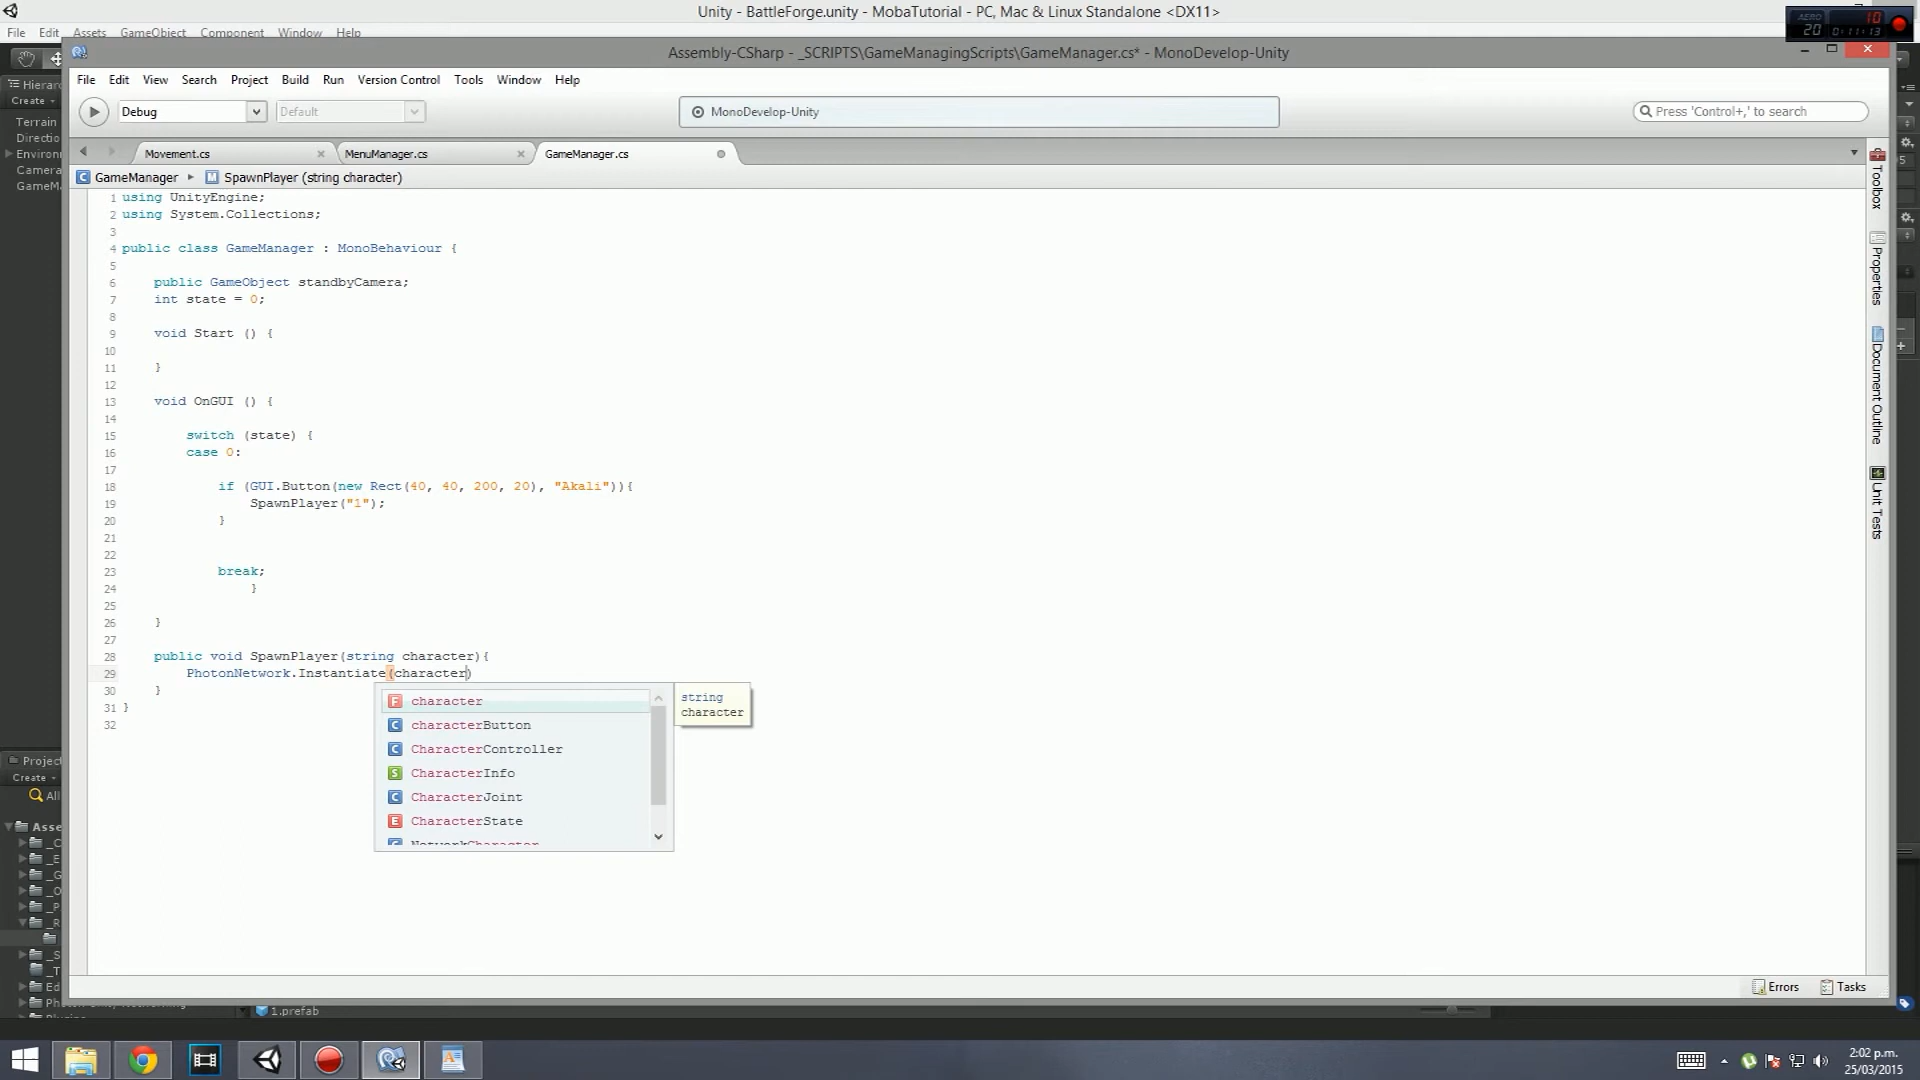 Unity - BattleForge.unity - MobaTutorial - PC, Mac & Linux Standalone <DX11>
File Edit Assets GameObject Component Window Help
Assembly-CSharp - _SCRIPTS\GameManagingScripts\GameManager.cs* - MonoDevelop-Unity
File Edit View Search Project Build Run Version Control Tools Window Help
Debug Default MonoDevelop-Unity Press 'Control+,' to search
Movement.cs MenuManager.cs GameManager.cs
GameManager SpawnPlayer (string character)
1 using UnityEngine;
2 using System.Collections;
3
4 public class GameManager : MonoBehaviour {
5
6 public GameObject standbyCamera;
7 int state = 0;
8
9 void Start () {
10
11 }
12
13 void OnGUI () {
14
15 switch (state) {
16 case 0:
17
18 if (GUI.Button(new Rect(40, 40, 200, 20), "Akali")){
19 SpawnPlayer("1");
20 }
21
22
23 break;
24 }
25
26 }
27
28 public void SpawnPlayer(string character){
29 PhotonNetwork.Instantiate(character)
30 }
31 }
32
character
characterButton
CharacterController
CharacterInfo
CharacterJoint
CharacterState
NetworkCharacter
string
character
Toolbox
Properties
Document Outline
Unit Tests
Hierar
Create
Terrain
Directio
Environ
Camera
GameM
Project
Create
All
Asse
1.prefab
Errors Tasks
2:02 p.m.
25/03/2015